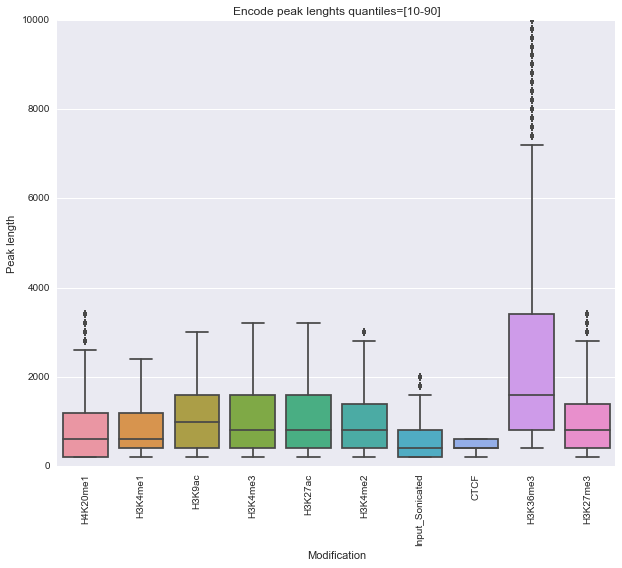 Encode peak lenghts quantiles=[10-90]
10000
8000
6000
4000
2000
0
Peak length
H4K20me1
H3K4me1
H3K9ac
H3K4me3
H3K27ac
H3K4me2
Input_Sonicated
CTCF
H3K36me3
H3K27me3
Modification